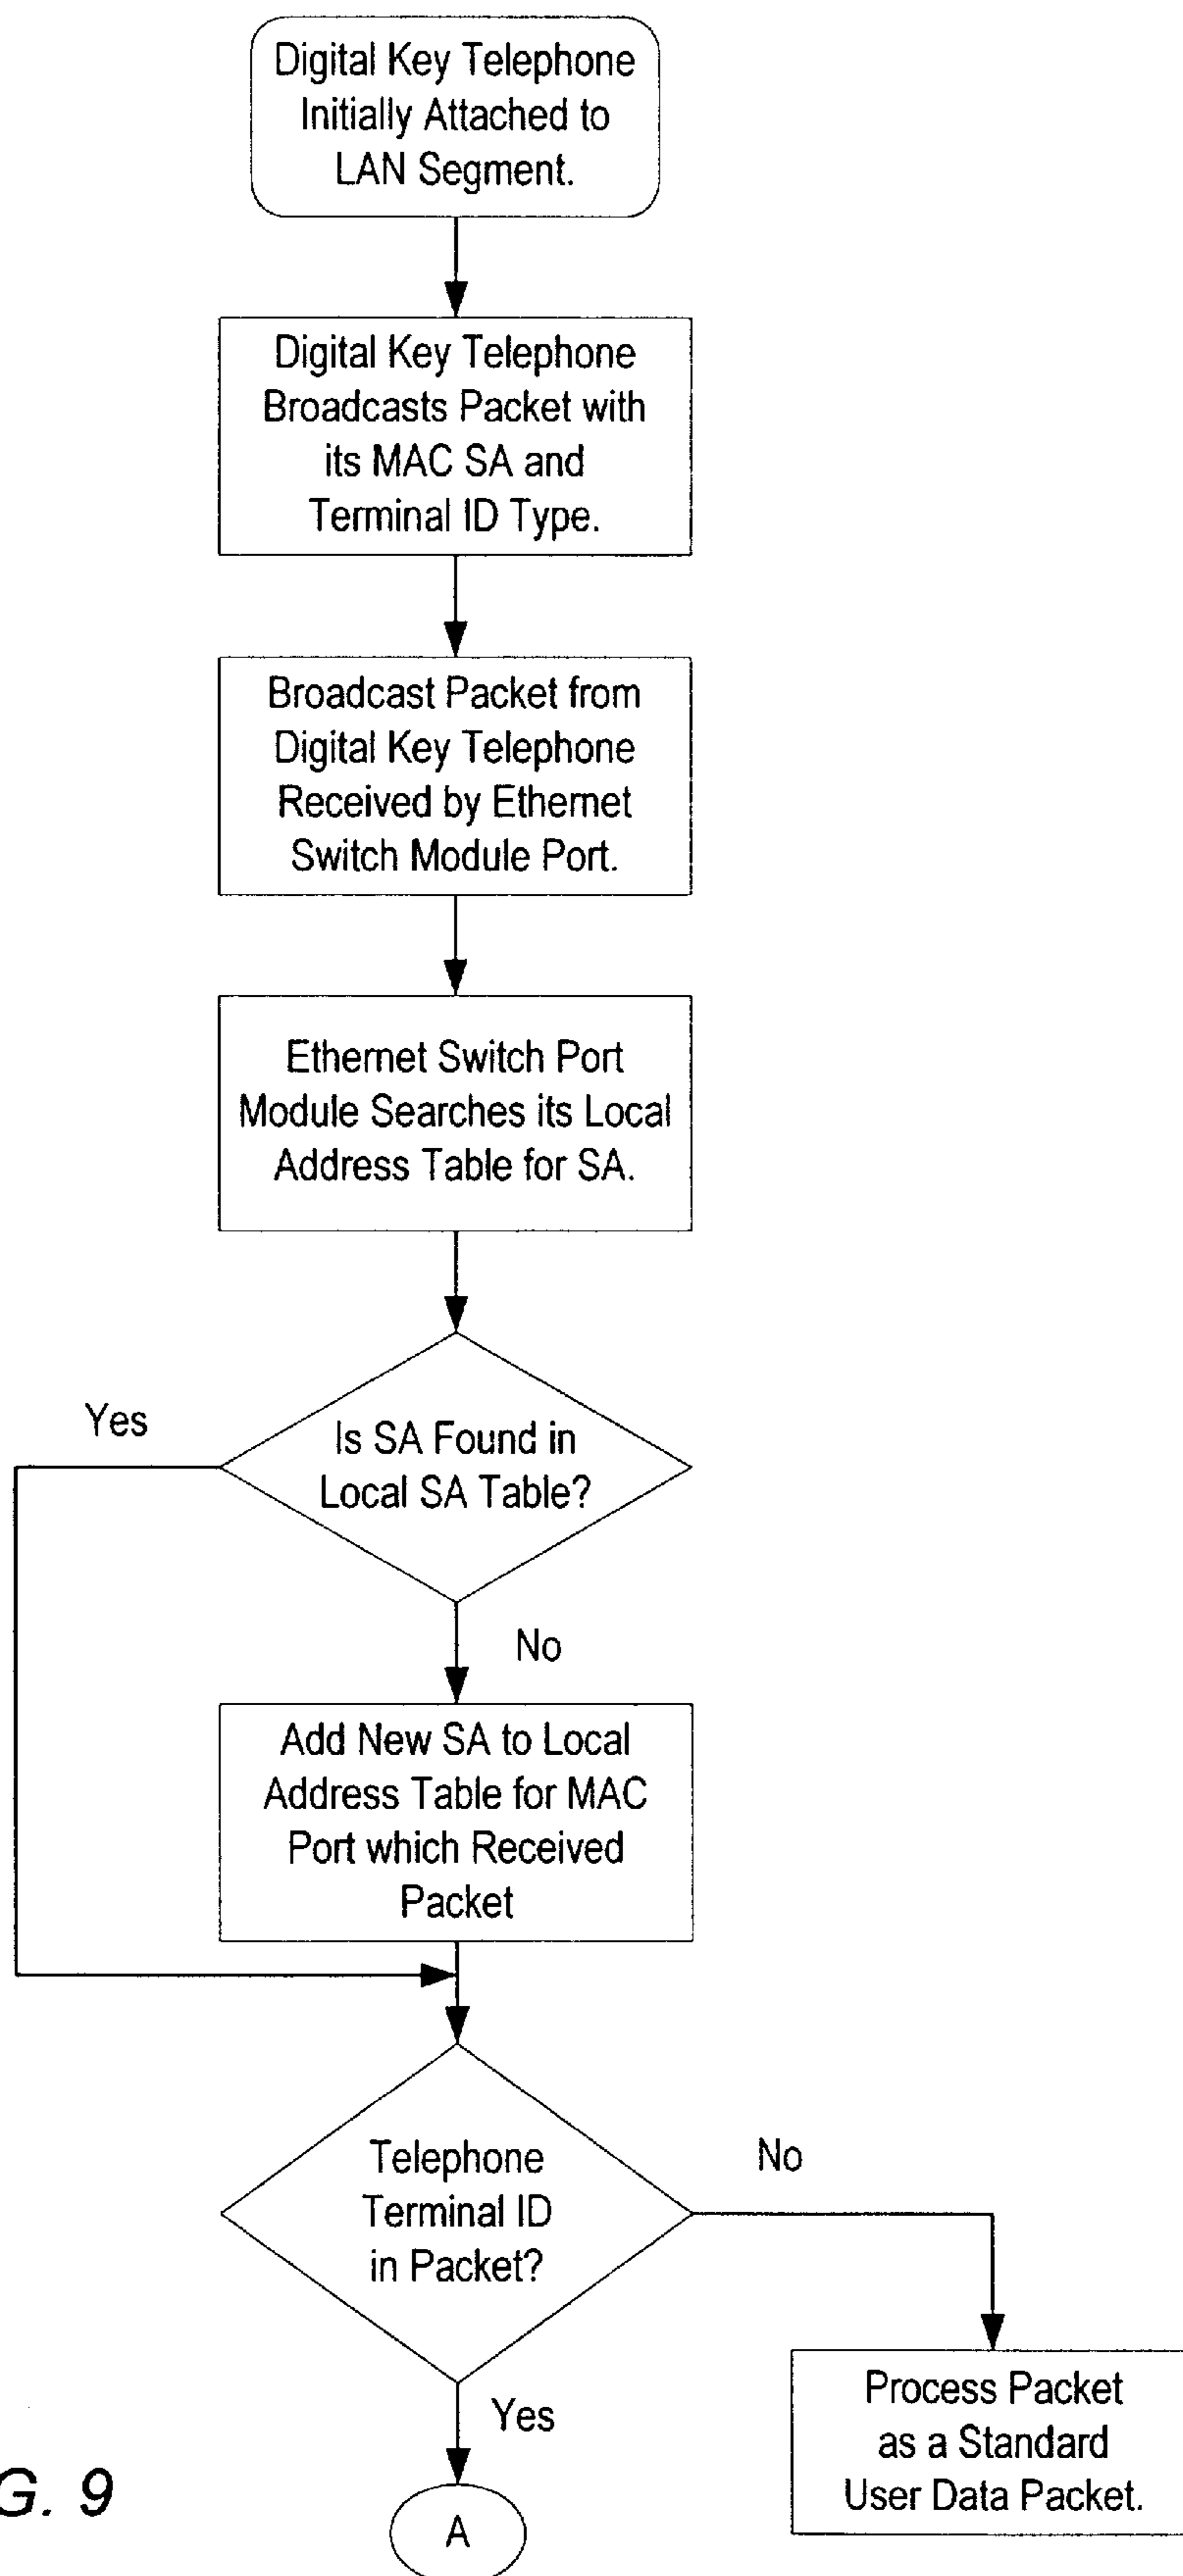 Digital Key Telephone
Initially Attached to
LAN Segment.
Digital Key Telephone
Broadcasts Packet with
its MAC SA and
Terminal ID Type.
Broadcast Packet from
Digital Key Telephone
Received by Ethernet
Switch Module Port.
Ethernet Switch Port
Module Searches its Local
Address Table for SA.
Yes
Is SA Found in
Local SA Table?
No
Add New SA to Local
Address Table for MAC
Port which Received
Packet
Telephone
Terminal ID
in Packet?
No
Yes
Process Packet
as a Standard
User Data Packet.
A
G. 9